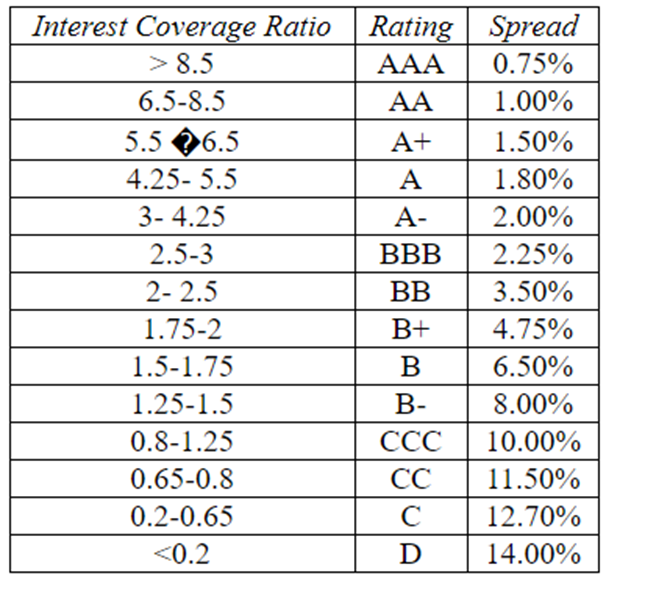 Interest Coverage Ratio Rating Spread
> 8.5 AAA 0.75%
6.5-8.5 AA 1.00%
5.5 �6.5 A+ 1.50%
4.25- 5.5 A 1.80%
3- 4.25 A- 2.00%
2.5-3 BBB 2.25%
2- 2.5 BB 3.50%
1.75-2 B+ 4.75%
1.5-1.75 B 6.50%
1.25-1.5 B- 8.00%
0.8-1.25 CCC 10.00%
0.65-0.8 CC 11.50%
0.2-0.65 C 12.70%
<0.2 D 14.00%